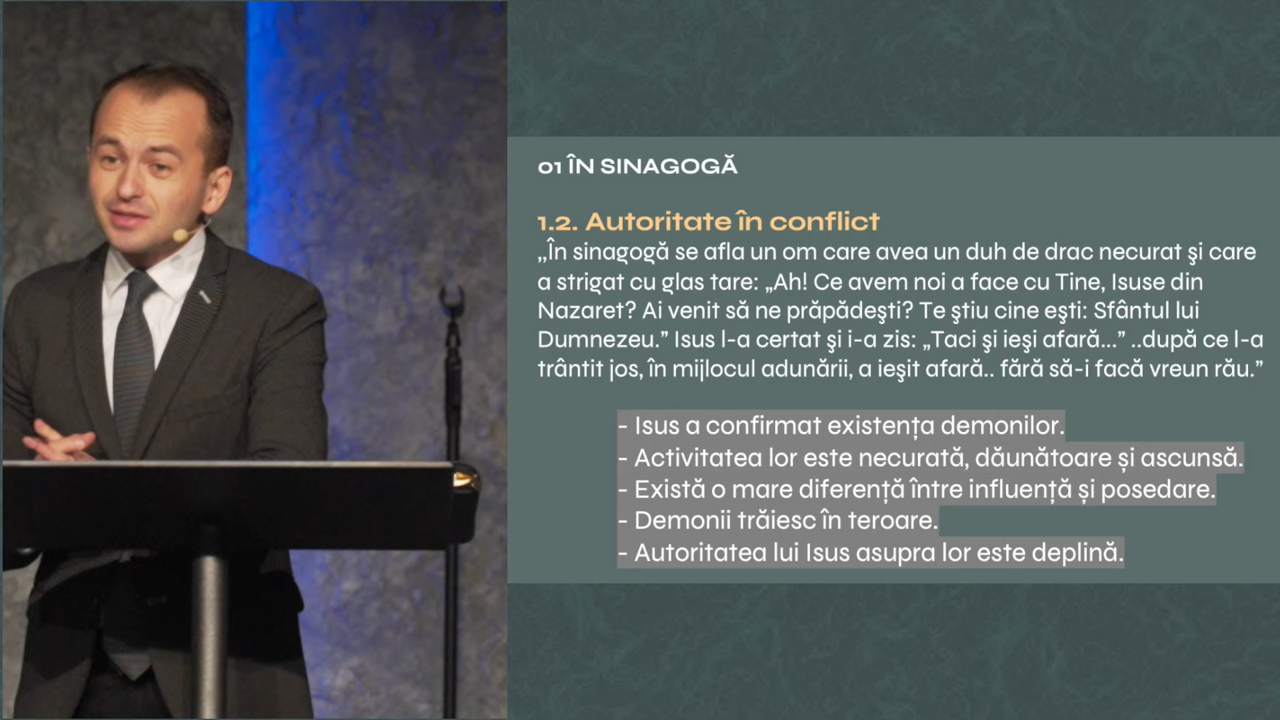 01 ÎN SINAGOGĂ
1.2. Autoritate în conflict
„În sinagogă se afla un om care avea un duh de drac necurat şi care
a strigat cu glas tare: „Ah! Ce avem noi a face cu Tine, Isuse din
Nazaret? Ai venit să ne prăpădeşti? Te ştiu cine eşti: Sfântul lui
Dumnezeu.” Isus l-a certat şi i-a zis: „Taci şi ieşi afară...” ..după ce l-a
trântit jos, în mijlocul adunării, a ieşit afară.. fără să-i facă vreun rău.”
- Isus a confirmat existența demonilor.
- Activitatea lor este necurată, dăunătoare și ascunsă.
- Există o mare diferență între influență și posedare.
- Demonii trăiesc în teroare.
- Autoritatea lui Isus asupra lor este deplină.